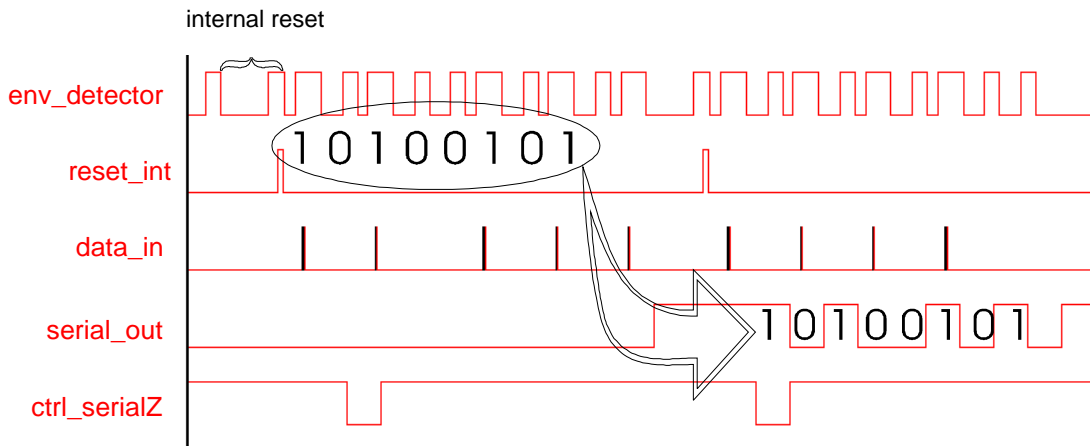 internal reset
env_detector
10100101
reset_int
data_in
serial_out
10100101
ctrl_serialZ